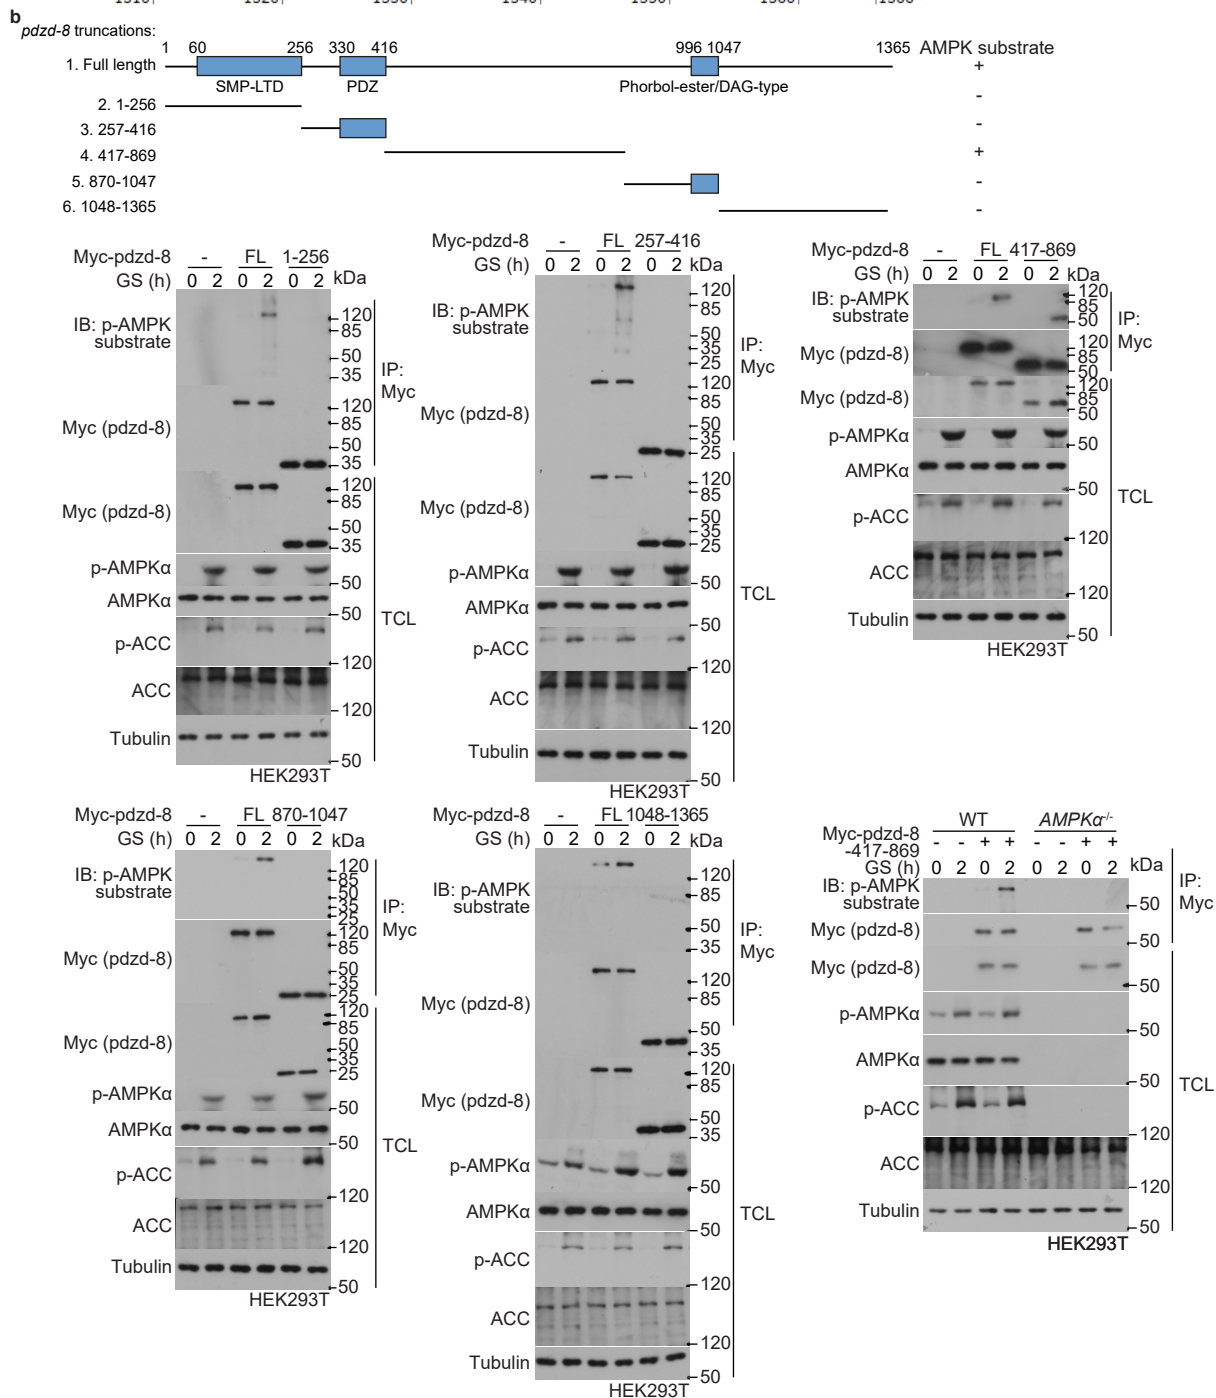 b
pdzd-8 truncations:
1 60 256 330 416 996 1047 1365 AMPK substrate
1. Full length +
SMP-LTD PDZ Phorbol-ester/DAG-type
2. 1-256 -
3. 257-416 -
4. 417-869 +
5. 870-1047 -
6. 1048-1365 -
Myc-pdzd-8 - FL 1-256
GS (h) 0 2 0 2 0 2 kDa
IB: p-AMPK
substrate
120
85
50
35
IP:
Myc
Myc (pdzd-8)
120
85
50
35
Myc (pdzd-8)
120
85
50
35
p-AMPKα
50
AMPKα
50
TCL
p-ACC
120
ACC
120
Tubulin
50
HEK293T
Myc-pdzd-8 - FL 257-416
GS (h) 0 2 0 2 0 2 kDa
IB: p-AMPK
substrate
120
85
50
35
25
IP:
Myc
Myc (pdzd-8)
120
85
50
35
25
Myc (pdzd-8)
120
85
50
35
25
p-AMPKα
50
TCL
AMPKα
50
p-ACC
120
ACC
120
Tubulin
50
HEK293T
Myc-pdzd-8 - FL 417-869
GS (h) 0 2 0 2 0 2 kDa
IB: p-AMPK
substrate
120
85
50
IP:
Myc
Myc (pdzd-8)
120
85
50
Myc (pdzd-8)
120
85
50
p-AMPKα
50
AMPKα
50
TCL
p-ACC
120
ACC
120
Tubulin
50
HEK293T
Myc-pdzd-8 - FL 870-1047
GS (h) 0 2 0 2 0 2 kDa
IB: p-AMPK
substrate
120
85
50
35
25
IP:
Myc
Myc (pdzd-8)
120
85
50
35
25
Myc (pdzd-8)
120
85
50
35
25
p-AMPKα
50
AMPKα
50
TCL
p-ACC
120
ACC
120
Tubulin
50
HEK293T
Myc-pdzd-8 - FL 1048-1365
GS (h) 0 2 0 2 0 2 kDa
IB: p-AMPK
substrate
120
85
50
35
IP:
Myc
Myc (pdzd-8)
120
85
50
35
Myc (pdzd-8)
120
85
50
35
p-AMPKα
50
AMPKα
50
TCL
p-ACC
120
ACC
120
Tubulin
50
HEK293T
WT AMPKα-/-
Myc-pdzd-8
-417-869 - - + + - - + +
GS (h) 0 2 0 2 0 2 0 2 kDa
IB: p-AMPK
substrate
50
IP:
Myc
Myc (pdzd-8)
50
Myc (pdzd-8)
50
p-AMPKα
50
AMPKα
50
TCL
p-ACC
120
ACC
120
Tubulin
50
HEK293T